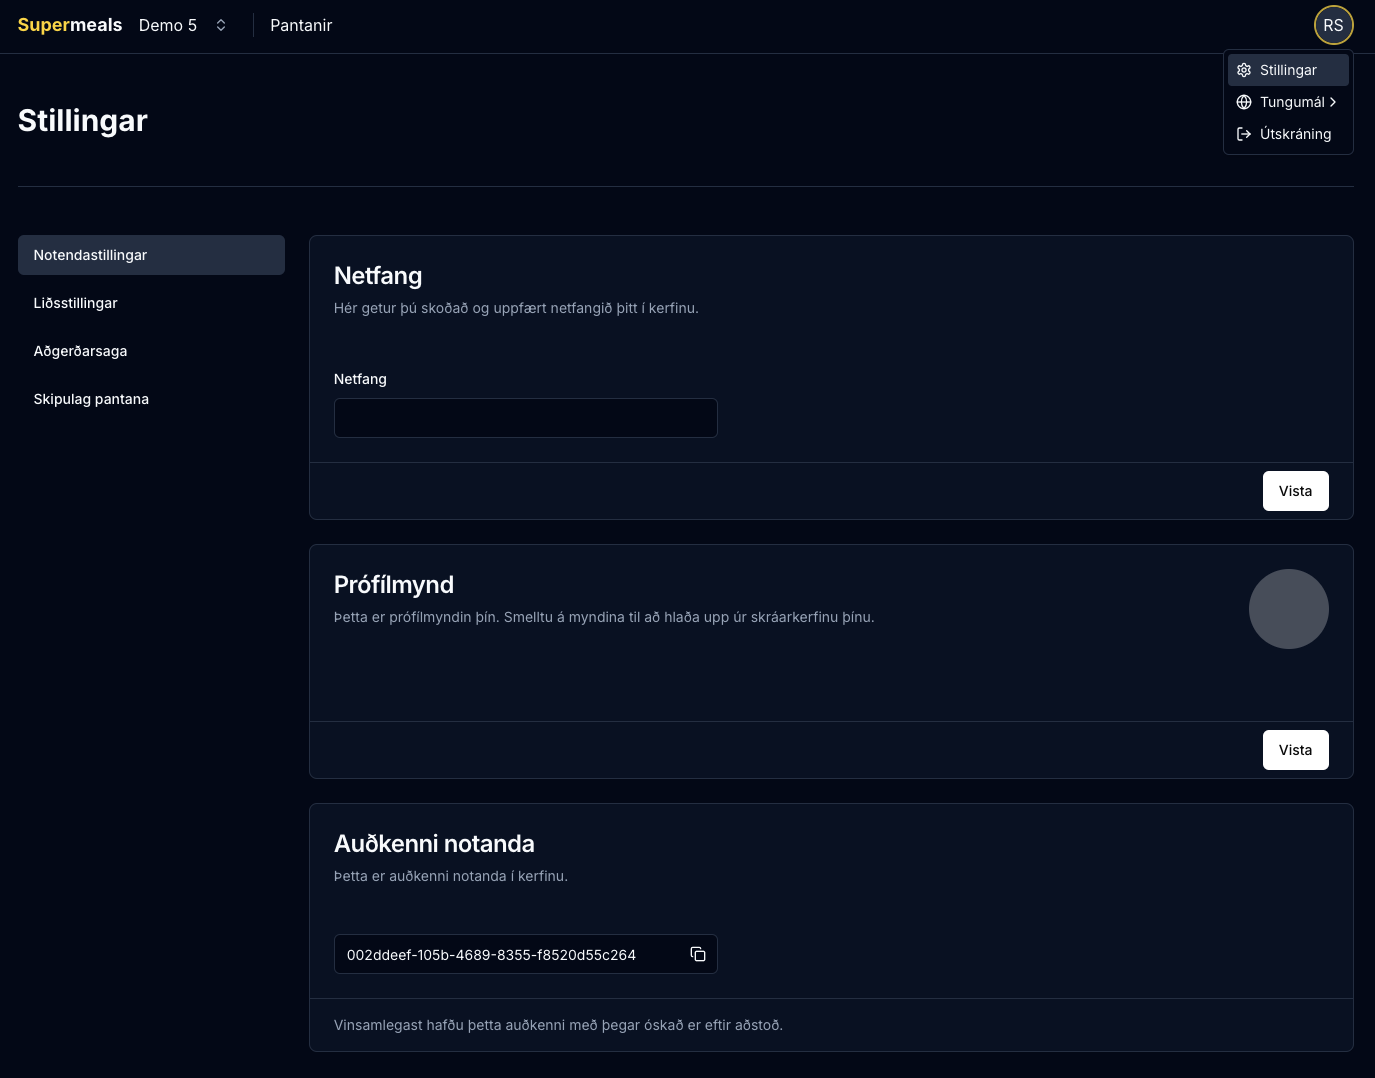 Supermeals Demo 5 Pantanir RS
Stillingar
Tungumál
Útskráning
Stillingar
Notendastillingar
Liðsstillingar
Aðgerðarsaga
Skipulag pantana
Netfang
Hér getur þú skoðað og uppfært netfangið þitt í kerfinu.
Netfang
Vista
Prófílmynd
Þetta er prófílmyndin þín. Smelltu á myndina til að hlaða upp úr skráarkerfinu þínu.
Vista
Auðkenni notanda
Þetta er auðkenni notanda í kerfinu.
002ddeef-105b-4689-8355-f8520d55c264
Vinsamlegast hafðu þetta auðkenni með þegar óskað er eftir aðstoð.